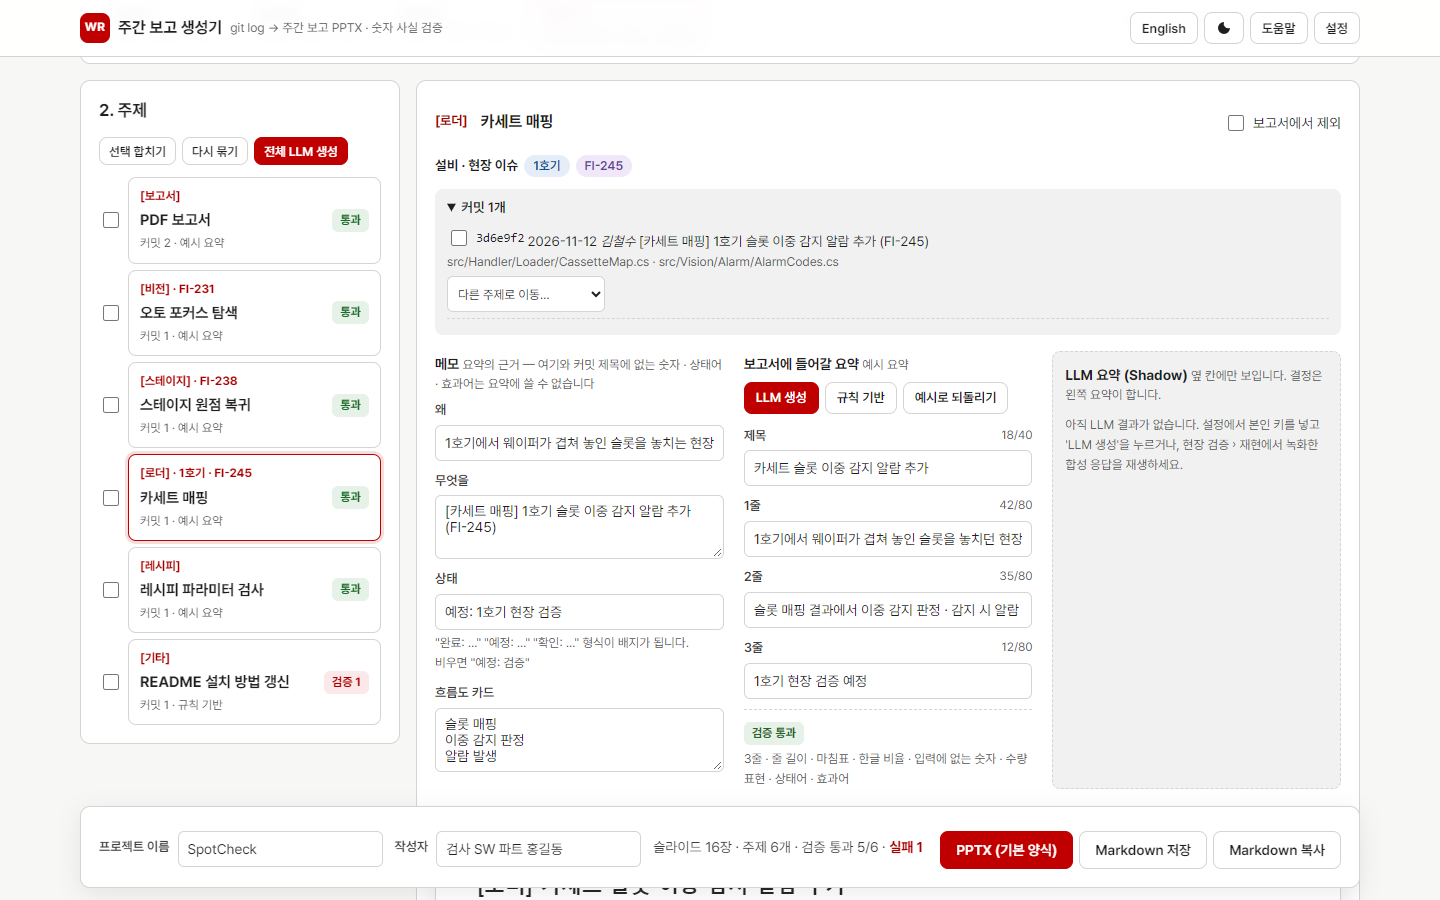 WR 주간 보고 생성기 git log → 주간 보고 PPTX · 숫자 사실 검증
English 도움말 설정
2. 주제
선택 합치기 다시 묶기 전체 LLM 생성
[보고서]
PDF 보고서 통과
커밋 2 · 예시 요약
[비전] · FI-231
오토 포커스 탐색 통과
커밋 1 · 예시 요약
[스테이지] · FI-238
스테이지 원점 복귀 통과
커밋 1 · 예시 요약
[로더] · 1호기 · FI-245
카세트 매핑 통과
커밋 1 · 예시 요약
[레시피]
레시피 파라미터 검사 통과
커밋 1 · 예시 요약
[기타]
README 설치 방법 갱신 검증 1
커밋 1 · 규칙 기반
[로더] 카세트 매핑 보고서에서 제외
설비 · 현장 이슈 1호기 FI-245
▼ 커밋 1개
3d6e9f2 2026-11-12 김철수 [카세트 매핑] 1호기 슬롯 이중 감지 알람 추가 (FI-245)
src/Handler/Loader/CassetteMap.cs · src/Vision/Alarm/AlarmCodes.cs
다른 주제로 이동...
메모 요약의 근거 — 여기와 커밋 제목에 없는 숫자 · 상태어
· 효과어는 요약에 쓸 수 없습니다
왜
1호기에서 웨이퍼가 겹쳐 놓인 슬롯을 놓치는 현장
무엇을
[카세트 매핑] 1호기 슬롯 이중 감지 알람 추가
(FI-245)
상태
예정: 1호기 현장 검증
"완료: ..." "예정: ..." "확인: ..." 형식이 배지가 됩니다.
비우면 "예정: 검증"
흐름도 카드
슬롯 매핑
이중 감지 판정
알람 발생
보고서에 들어갈 요약 예시 요약
LLM 생성 규칙 기반 예시로 되돌리기
제목 18/40
카세트 슬롯 이중 감지 알람 추가
1줄 42/80
1호기에서 웨이퍼가 겹쳐 놓인 슬롯을 놓치던 현장
2줄 35/80
슬롯 매핑 결과에서 이중 감지 판정 · 감지 시 알람
3줄 12/80
1호기 현장 검증 예정
검증 통과
3줄 · 줄 길이 · 마침표 · 한글 비율 · 입력에 없는 숫자 · 수량
표현 · 상태어 · 효과어
LLM 요약 (Shadow) 옆 칸에만 보입니다. 결정은
왼쪽 요약이 합니다.
아직 LLM 결과가 없습니다. 설정에서 본인 키를 넣고
'LLM 생성'을 누르거나, 현장 검증 › 재현에서 녹화한
합성 응답을 재생하세요.
프로젝트 이름 SpotCheck 작성자 검사 SW 파트 홍길동 슬라이드 16장 · 주제 6개 · 검증 통과 5/6 · 실패 1 PPTX (기본 양식) Markdown 저장 Markdown 복사